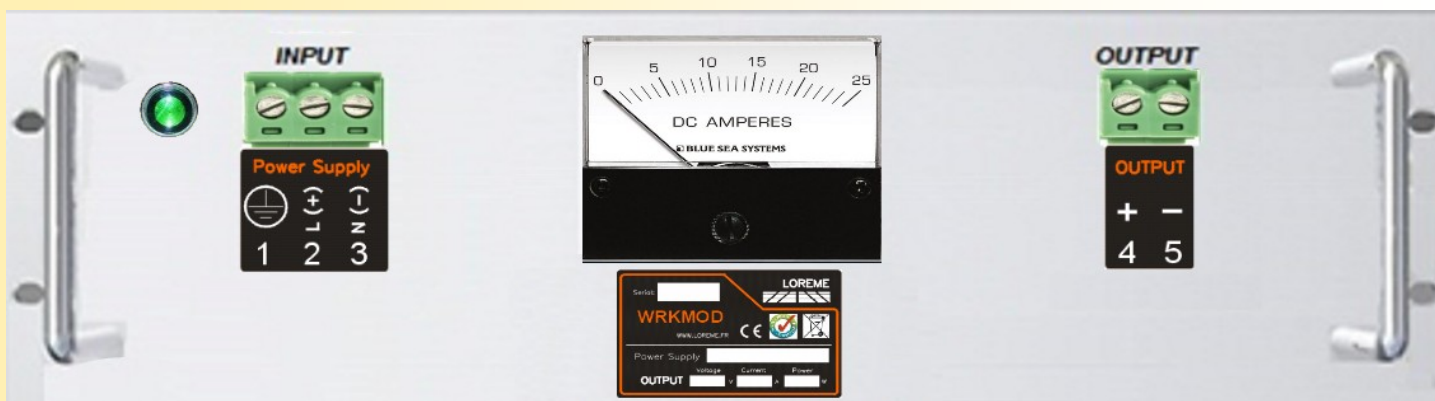 INPUT
Power Supply
L (+)
N (-)
1 2 3
0 5 10 15 20 25
DC AMPERES
BLUE SEA SYSTEMS
Serial:
LOREME
WRKMOD
WWW.LOREME.FR
CE
Power Supply
Voltage Current Power
OUTPUT V A W
OUTPUT
OUTPUT
+ -
4 5